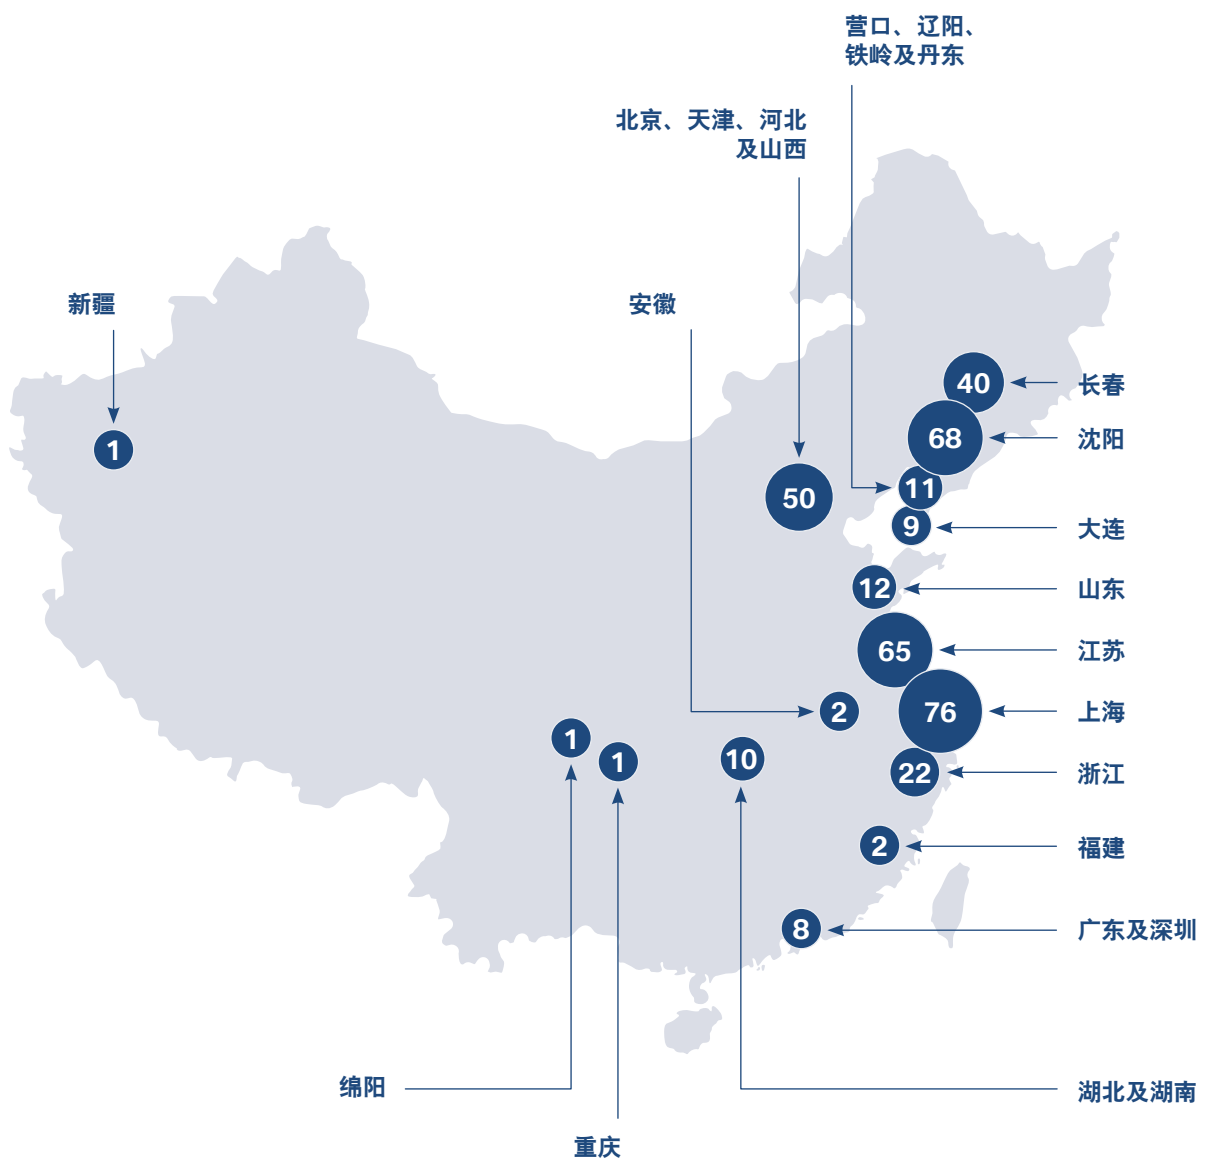 营口、辽阳、
铁岭及丹东
北京、天津、河北
及山西
新疆
安徽
40
长春
68
沈阳
1
50
11
9
大连
12
山东
65
江苏
2
76
上海
1
1
10
22
浙江
2
福建
8
广东及深圳
绵阳
湖北及湖南
重庆